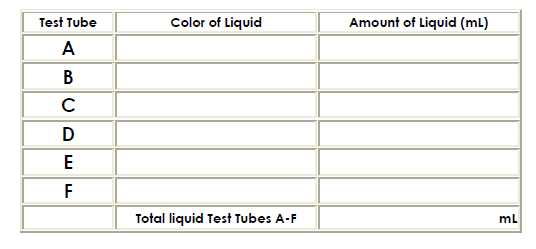 Test Tube Color of Liquid Amount of Liquid (mL)
A
B
C
D
E
F
Total liquid Test Tubes A-F mL